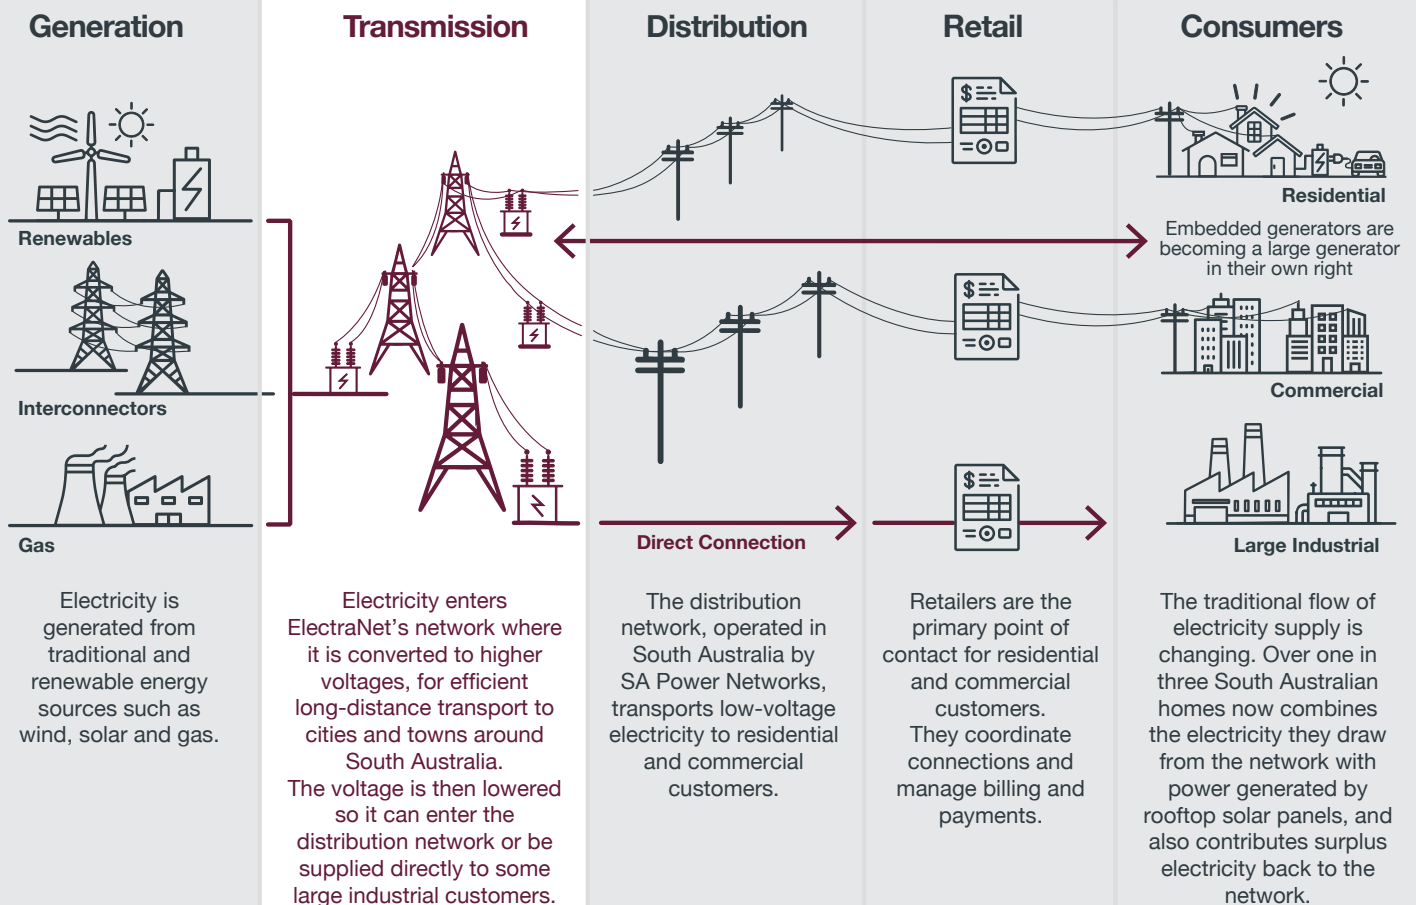 Generation
Transmission
Distribution
Retail
Consumers
Renewables
Interconnectors
Gas
Direct Connection
$
$
$
Residential
Embedded generators are
becoming a large generator
in their own right
Commercial
Large Industrial
Electricity is
generated from
traditional and
renewable energy
sources such as
wind, solar and gas.
Electricity enters
ElectraNet's network where
it is converted to higher
voltages, for efficient
long-distance transport to
cities and towns around
South Australia.
The voltage is then lowered
so it can enter the
distribution network or be
supplied directly to some
large industrial customers.
The distribution
network, operated in
South Australia by
SA Power Networks,
transports low-voltage
electricity to residential
and commercial
customers.
Retailers are the
primary point of
contact for residential
and commercial
customers.
They coordinate
connections and
manage billing and
payments.
The traditional flow of
electricity supply is
changing. Over one in
three South Australian
homes now combines
the electricity they draw
from the network with
power generated by
rooftop solar panels, and
also contributes surplus
electricity back to the
network.